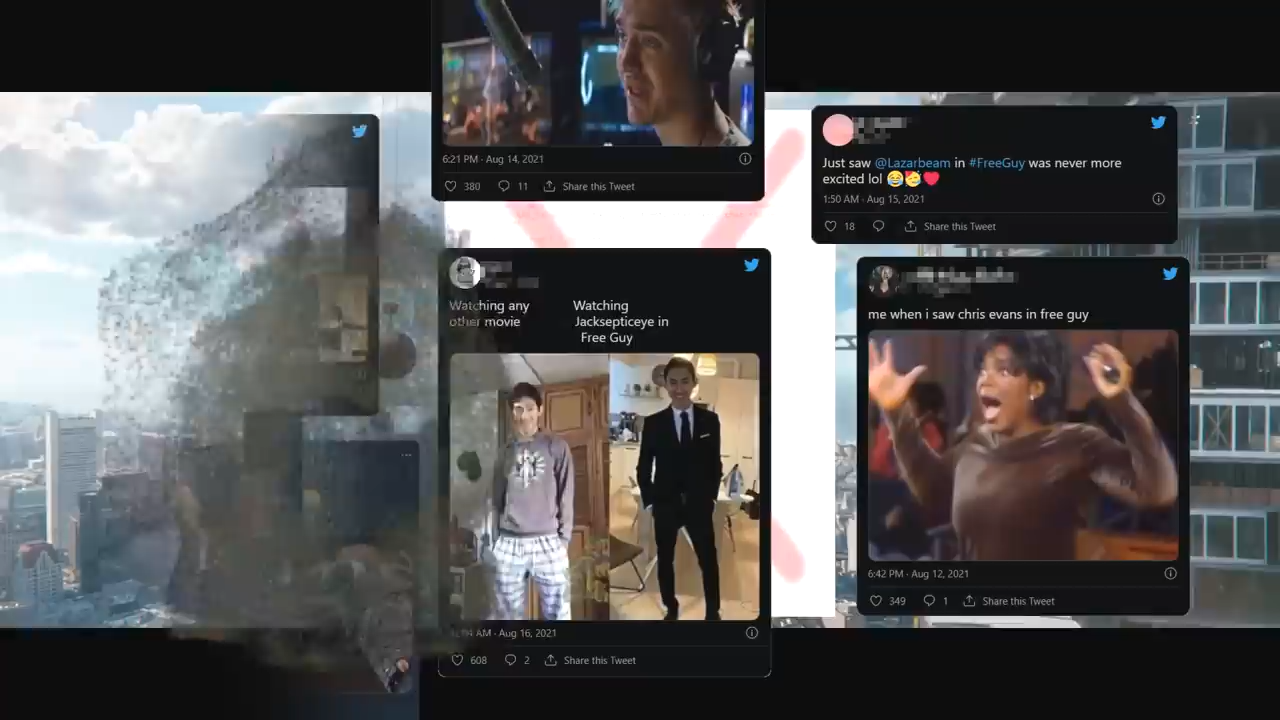 6:21 PM · Aug 14, 2021
380 11 Share this Tweet
Watching any
other movie
Watching
Jacksepticeye in
Free Guy
AM · Aug 16, 2021
608 2 Share this Tweet
Just saw @Lazarbeam in #FreeGuy was never more
excited lol 😂🥳❤️
1:50 AM · Aug 15, 2021
18 Share this Tweet
me when i saw chris evans in free guy
6:42 PM · Aug 12, 2021
349 1 Share this Tweet